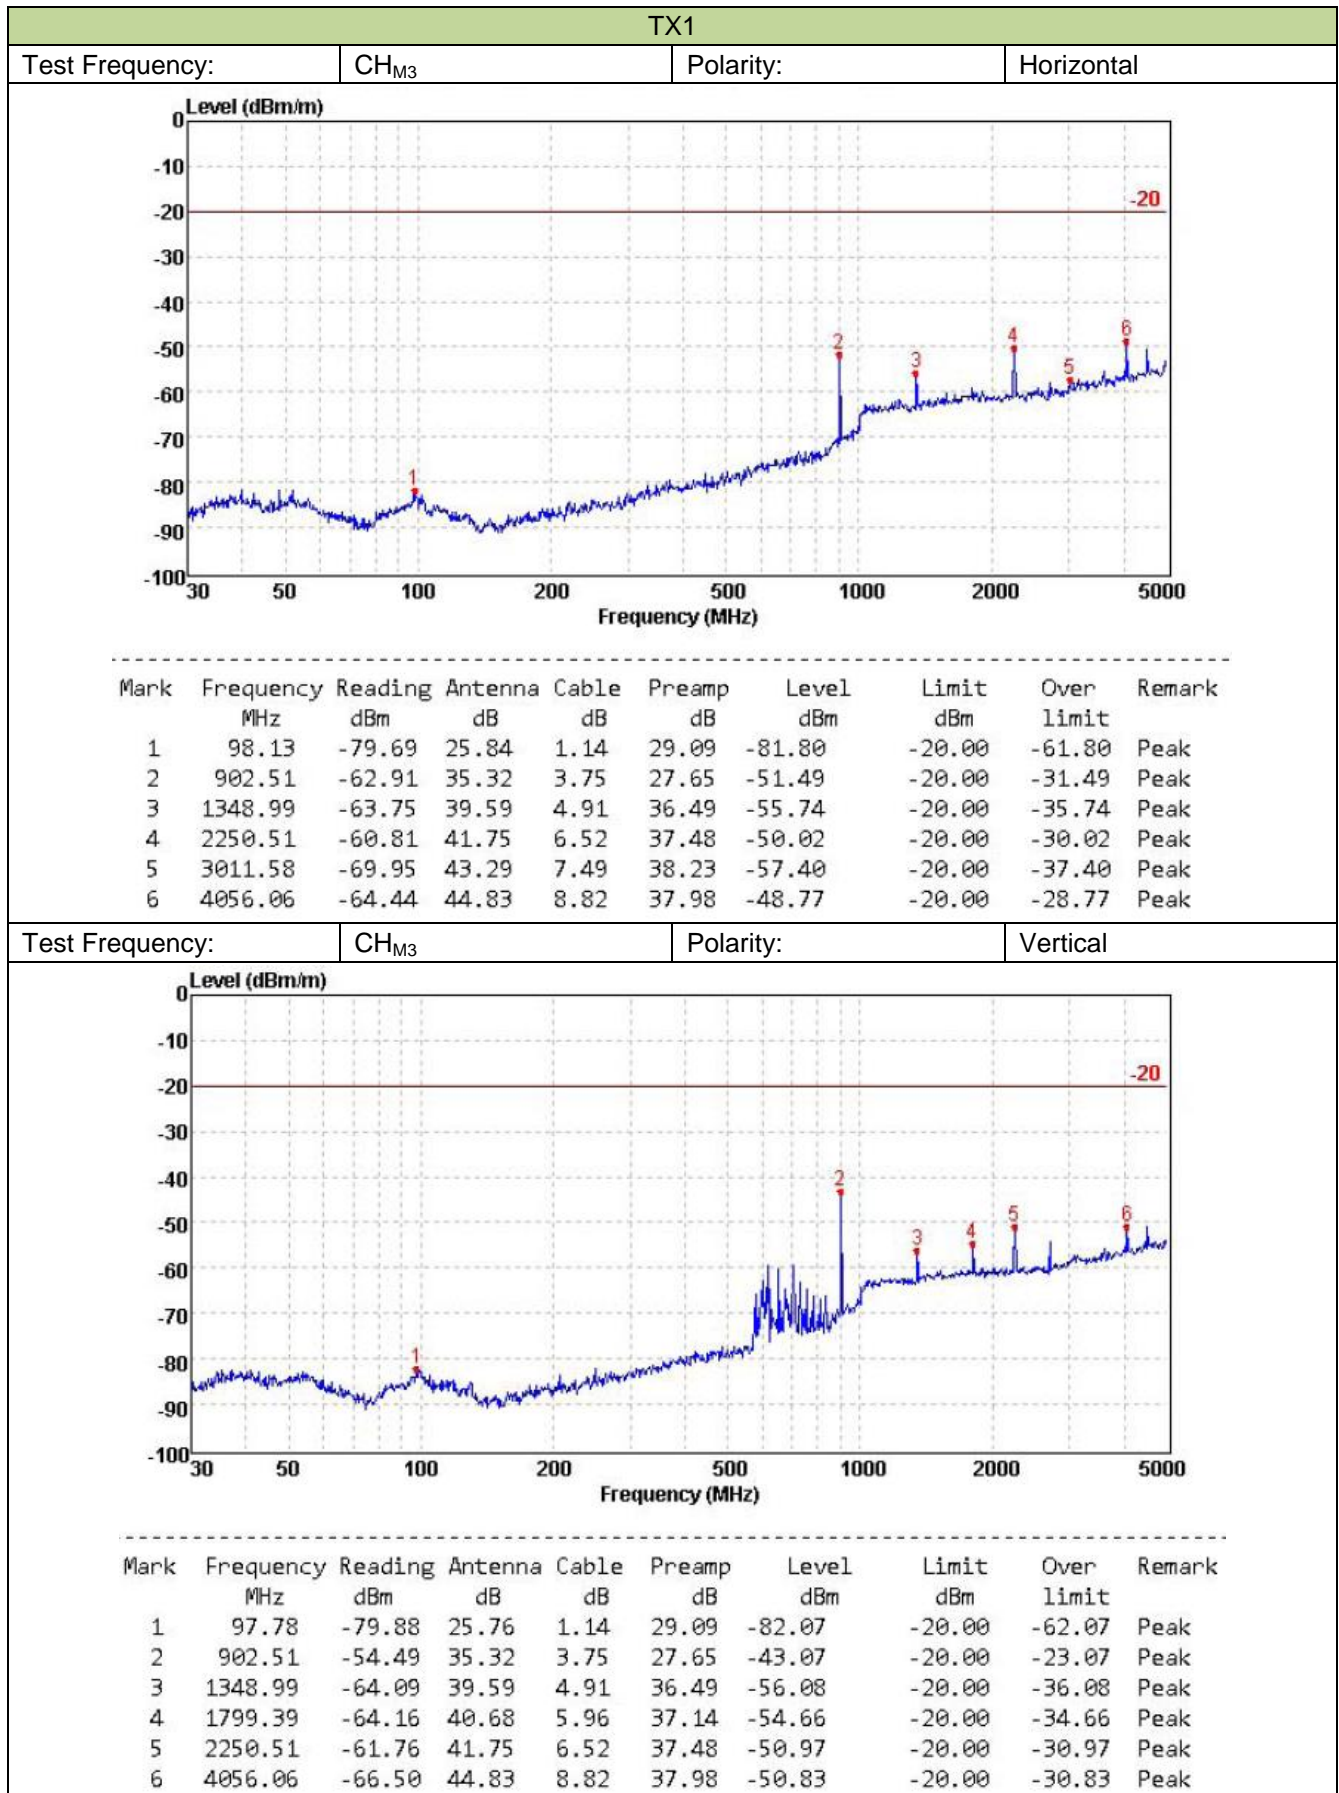 TX1
Test Frequency: CHM3 Polarity: Horizontal
Level (dBm/m)
0
-10
-20 -20
-30
-40
-50
-60
-70
-80
-90
-100
1 2 3 4 5 6
30 50 100 200 500 1000 2000 5000
Frequency (MHz)
Mark Frequency Reading Antenna Cable Preamp Level Limit Over Remark
MHz dBm dB dB dB dBm dBm limit
1 98.13 -79.69 25.84 1.14 29.09 -81.80 -20.00 -61.80 Peak
2 902.51 -62.91 35.32 3.75 27.65 -51.49 -20.00 -31.49 Peak
3 1348.99 -63.75 39.59 4.91 36.49 -55.74 -20.00 -35.74 Peak
4 2250.51 -60.81 41.75 6.52 37.48 -50.02 -20.00 -30.02 Peak
5 3011.58 -69.95 43.29 7.49 38.23 -57.40 -20.00 -37.40 Peak
6 4056.06 -64.44 44.83 8.82 37.98 -48.77 -20.00 -28.77 Peak
Test Frequency: CHM3 Polarity: Vertical
Level (dBm/m)
0
-10
-20 -20
-30
-40
-50
-60
-70
-80
-90
-100
1 2 3 4 5 6
30 50 100 200 500 1000 2000 5000
Frequency (MHz)
Mark Frequency Reading Antenna Cable Preamp Level Limit Over Remark
MHz dBm dB dB dB dBm dBm limit
1 97.78 -79.88 25.76 1.14 29.09 -82.07 -20.00 -62.07 Peak
2 902.51 -54.49 35.32 3.75 27.65 -43.07 -20.00 -23.07 Peak
3 1348.99 -64.09 39.59 4.91 36.49 -56.08 -20.00 -36.08 Peak
4 1799.39 -64.16 40.68 5.96 37.14 -54.66 -20.00 -34.66 Peak
5 2250.51 -61.76 41.75 6.52 37.48 -50.97 -20.00 -30.97 Peak
6 4056.06 -66.50 44.83 8.82 37.98 -50.83 -20.00 -30.83 Peak